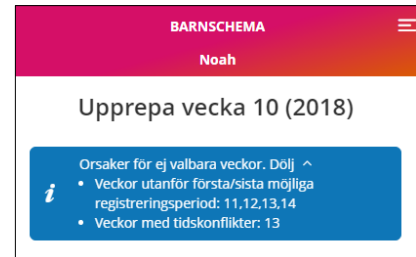 BARNSCHEMA
Noah
Upprepa vecka 10 (2018)
Orsaker för ej valbara veckor. Dölj ^
i
• Veckor utanför första/sista möjliga
registreringsperiod: 11,12,13,14
• Veckor med tidskonflikter: 13